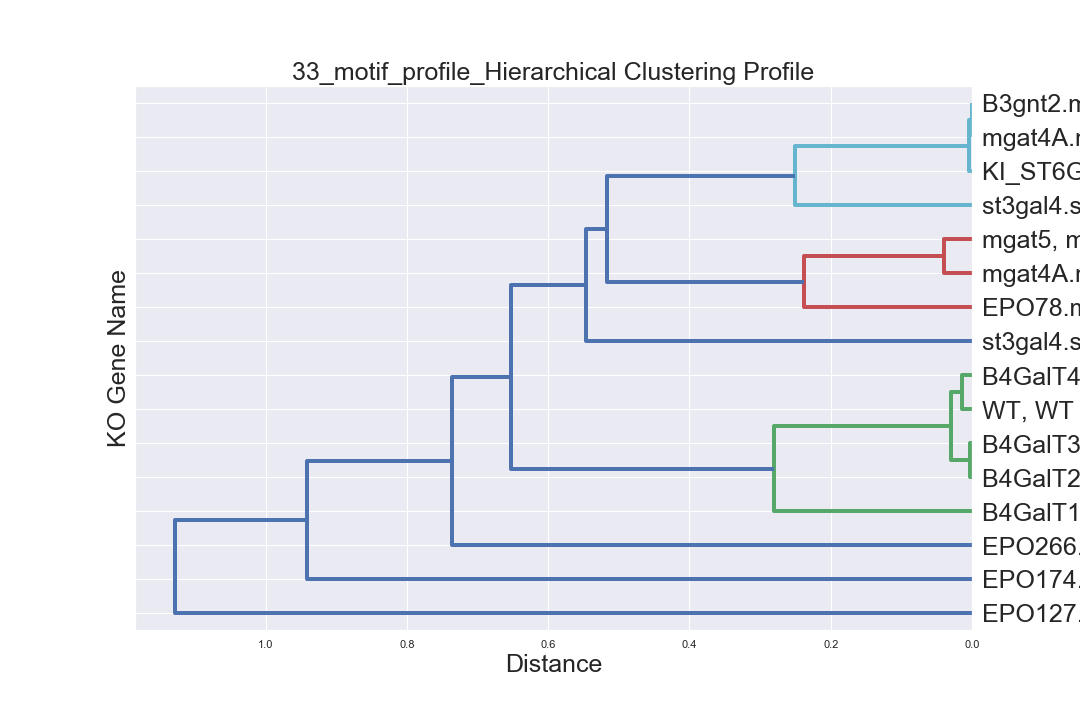 33_motif_profile_Hierarchical Clustering Profile
KO Gene Name
B3gnt2.m
mgat4A.m
KI_ST6G
st3gal4.s
mgat5, m
mgat4A.m
EPO78.m
st3gal4.s
B4GalT4
WT, WT
B4GalT3
B4GalT2
B4GalT1
EPO266.
EPO174.
EPO127.
1.0 0.8 0.6 0.4 0.2 0.0
Distance